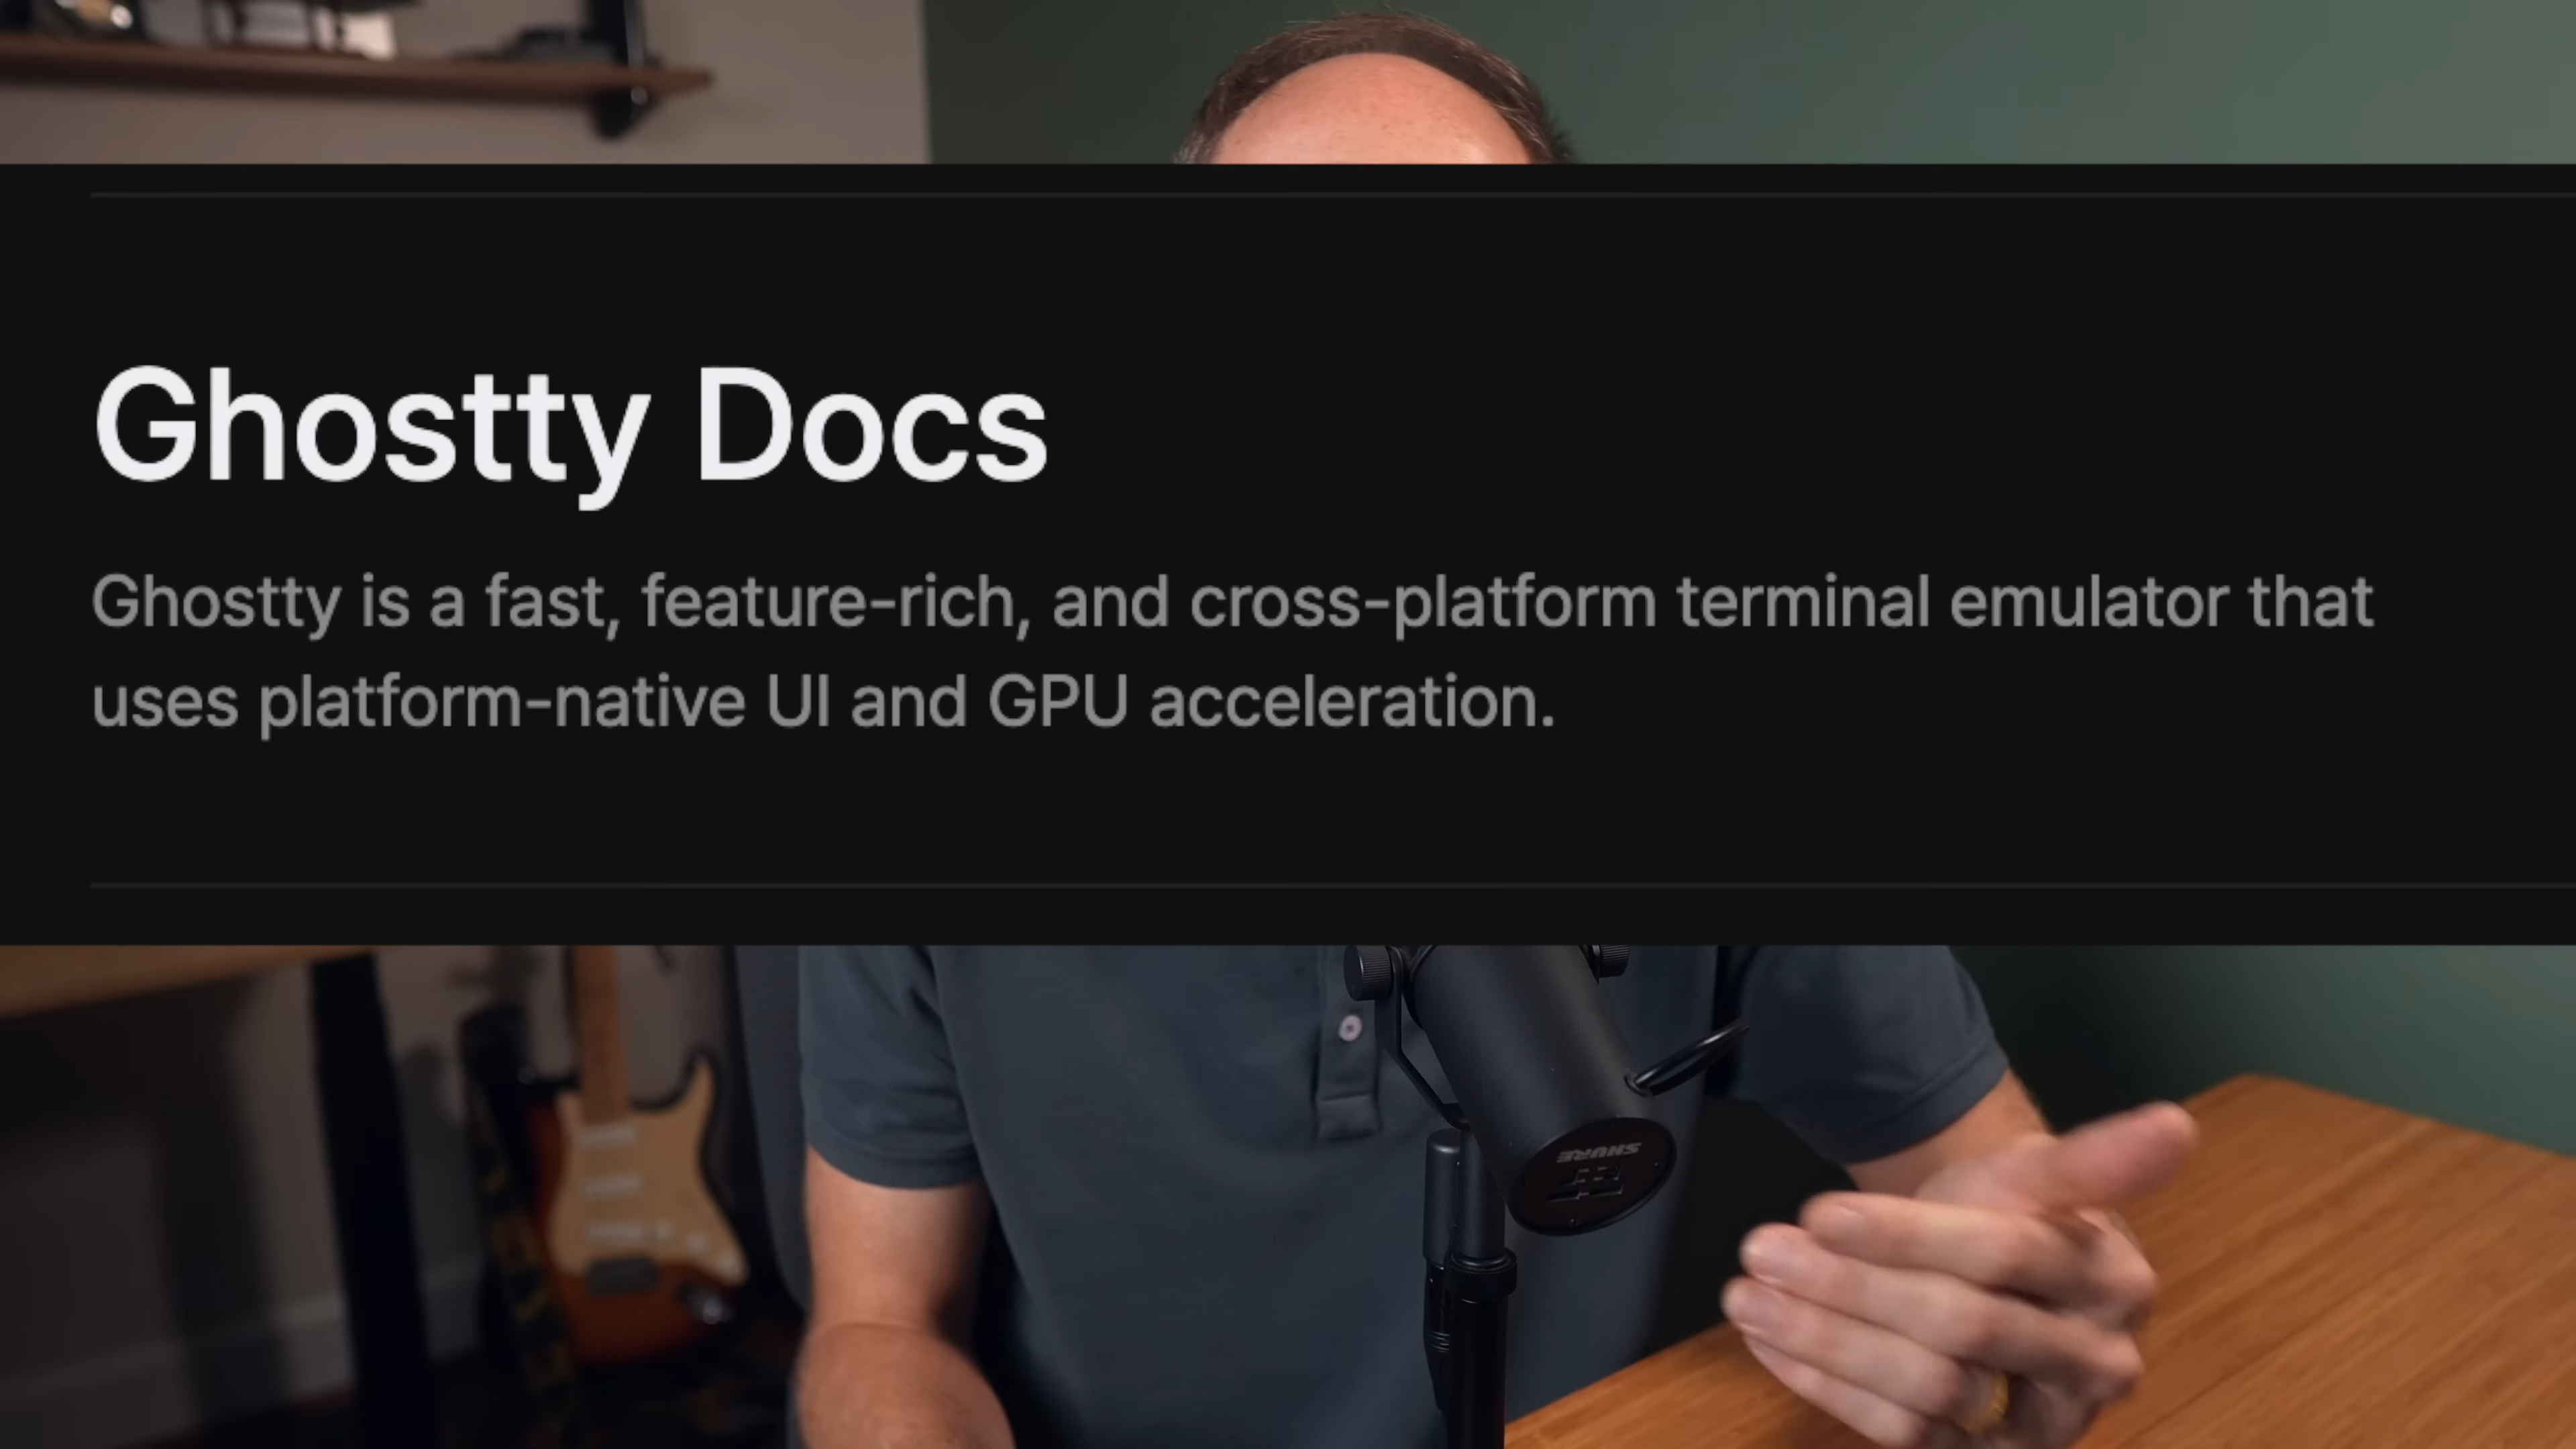 Ghostty Docs
Ghostty is a fast, feature-rich, and cross-platform terminal emulator that
uses platform-native UI and GPU acceleration.
SHURE